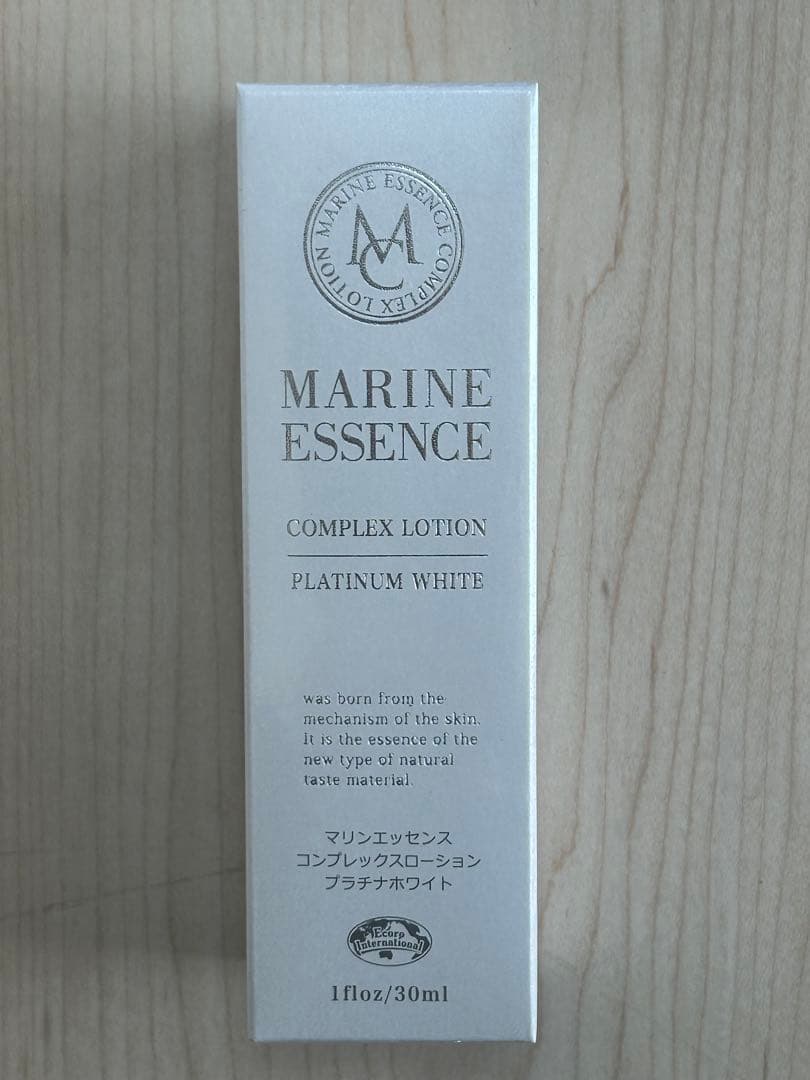 MARINE ESSENCE COMPLEX LOTION
MC
MARINE
ESSENCE
COMPLEX LOTION
PLATINUM WHITE
was born from the
mechanism of the skin.
It is the essence of the
new type of natural
taste material.
マリンエッセンス
コンプレックスローション
プラチナホワイト
Ecorp
International
1floz/30ml